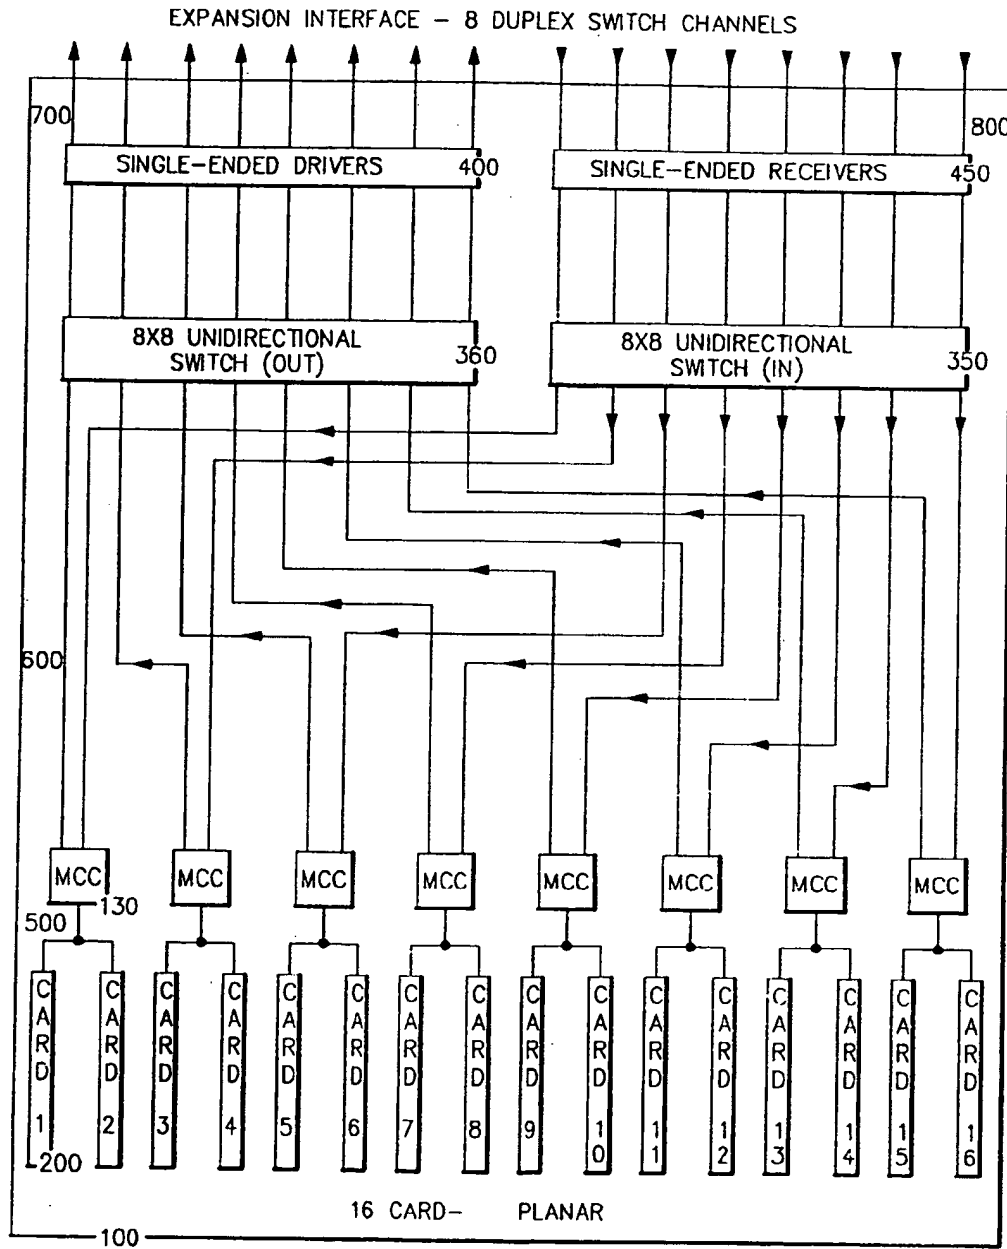 EXPANSION INTERFACE - 8 DUPLEX SWITCH CHANNELS
700
800
SINGLE-ENDED DRIVERS 400
SINGLE-ENDED RECEIVERS 450
8X8 UNIDIRECTIONAL
SWITCH (OUT)
360
8X8 UNIDIRECTIONAL
SWITCH (IN)
350
600
MCC MCC MCC MCC MCC MCC MCC MCC
130
500
CARD 1
CARD 2
CARD 3
CARD 4
CARD 5
CARD 6
CARD 7
CARD 8
CARD 9
CARD 10
CARD 11
CARD 12
CARD 13
CARD 14
CARD 15
CARD 16
200
16 CARD- PLANAR
100